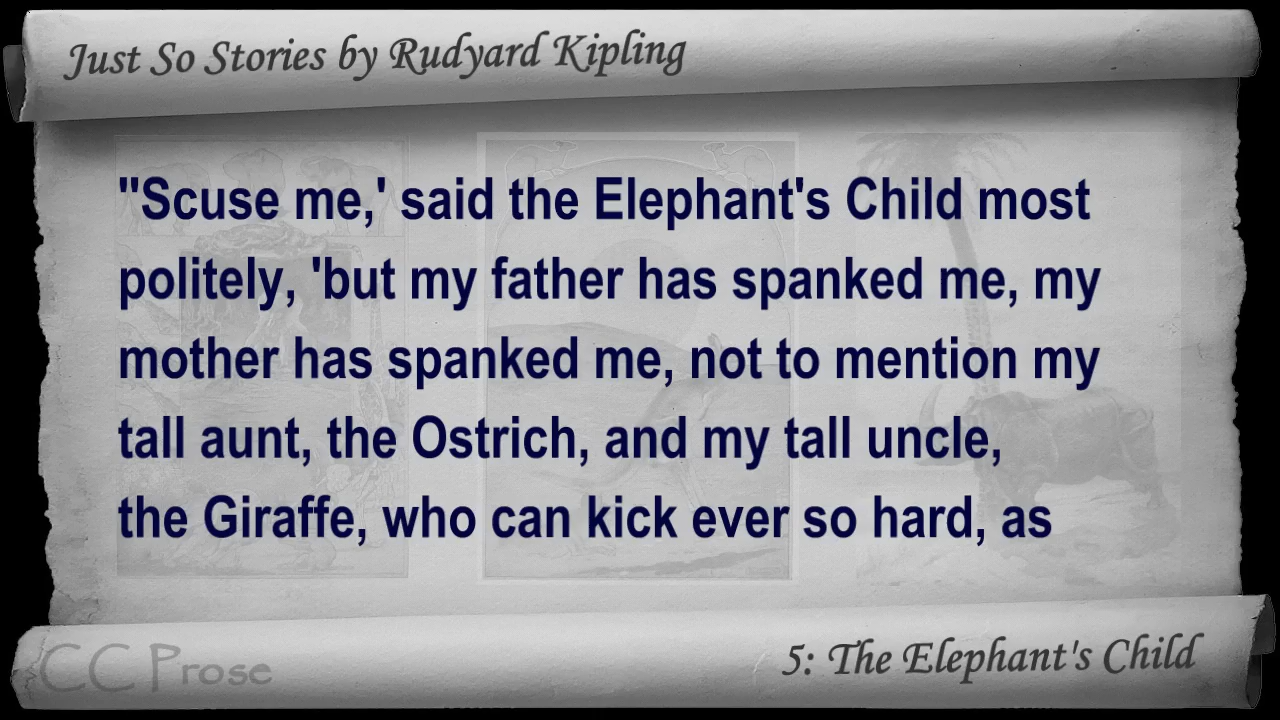 Just So Stories by Rudyard Kipling
"Scuse me,' said the Elephant's Child most
politely, 'but my father has spanked me, my
mother has spanked me, not to mention my
tall aunt, the Ostrich, and my tall uncle,
the Giraffe, who can kick ever so hard, as
CC Prose
5: The Elephant's Child